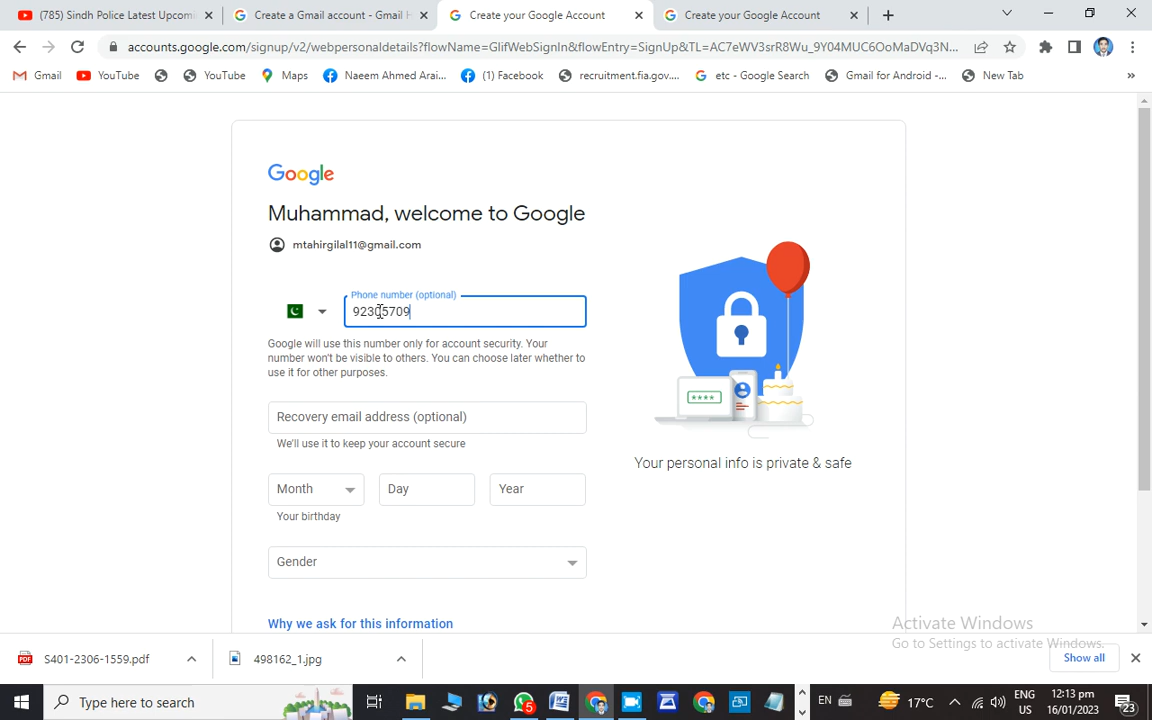 (785) Sindh Police Latest Upcomi
Create a Gmail account - Gmail H
Create your Google Account
Create your Google Account
accounts.google.com/signup/v2/webpersonaldetails?flowName=GlifWebSignIn&flowEntry=SignUp&TL=AC7eWV3srR8Wu_9Y04MUC6OoMaDVq3N...
Gmail
YouTube
YouTube
Maps
Naeem Ahmed Arai...
(1) Facebook
recruitment.fia.gov....
etc - Google Search
Gmail for Android -...
New Tab
»
Google
Muhammad, welcome to Google
mtahirgilal11@gmail.com
Phone number (optional)
92305709
Google will use this number only for account security. Your
number won't be visible to others. You can choose later whether to
use it for other purposes.
Recovery email address (optional)
We'll use it to keep your account secure
Month
Day
Year
Your birthday
Gender
Why we ask for this information
****
Your personal info is private & safe
Activate Windows
Go to Settings to activate Windows.
S401-2306-1559.pdf
498162_1.jpg
Show all
Type here to search
5
EN
17°C
ENG
US
12:13 pm
16/01/2023
23